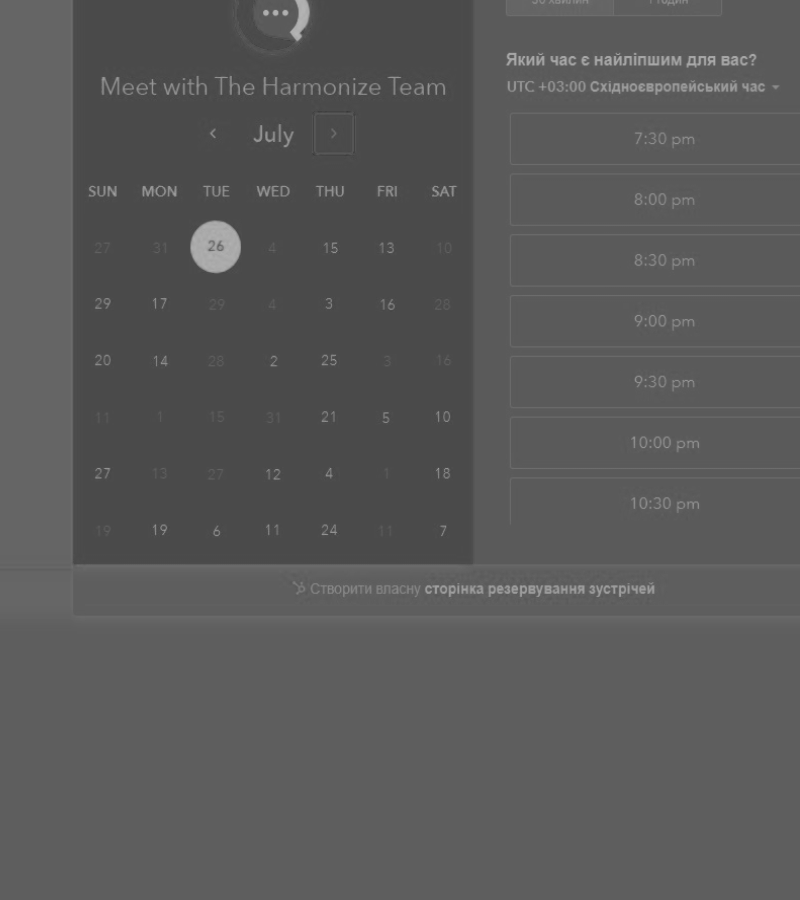 30 хвилин 1 годин
Meet with The Harmonize Team
July
SUN MON TUE WED THU FRI SAT
27 31 26 4 15 13 10
29 17 29 4 3 16 28
20 14 28 2 25 3 16
11 1 15 31 21 5 10
27 13 27 12 4 1 18
19 19 6 11 24 11 7
Який час є найліпшим для вас?
UTC +03:00 Східноєвропейський час
7:30 pm
8:00 pm
8:30 pm
9:00 pm
9:30 pm
10:00 pm
10:30 pm
Створити власну сторінка резервування зустрічей